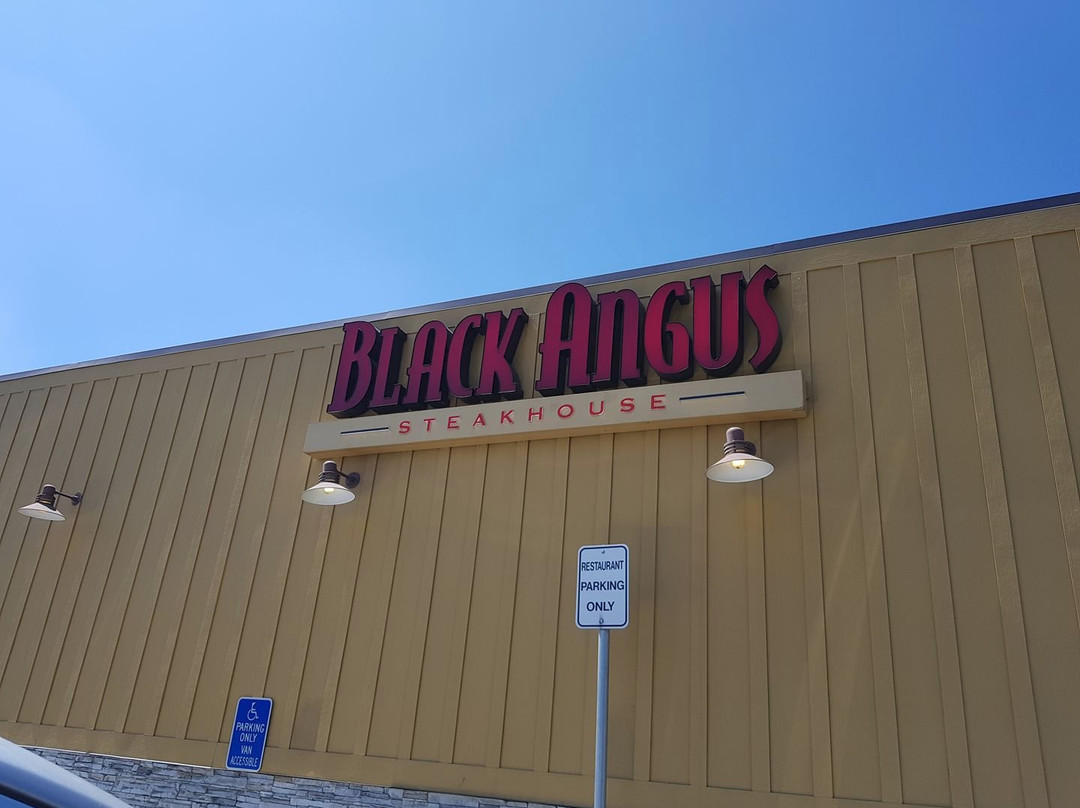 BLACK ANGUS
STEAKHOUSE
RESTAURANT
PARKING
ONLY
PARKING
ONLY
VAN
ACCESSIBLE